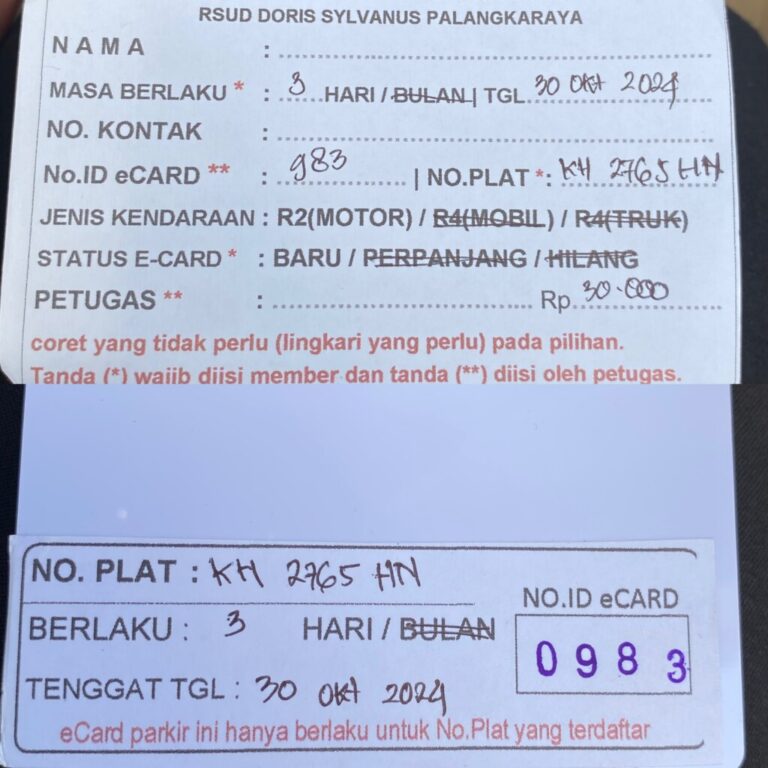 RSUD DORIS SYLVANUS PALANGKARAYA
NAMA : 
MASA BERLAKU * : 3 HARI / BULAN | TGL 30 Okt 2024
NO. KONTAK : 
No.ID eCARD ** : 983 | NO.PLAT *: KH 2765 HN
JENIS KENDARAAN : R2(MOTOR) / R4(MOBIL) / R4(TRUK)
STATUS E-CARD * : BARU / PERPANJANG / HILANG
PETUGAS ** : Rp 30.000
coret yang tidak perlu (lingkari yang perlu) pada pilihan.
Tanda (*) wajib diisi member dan tanda (**) diisi oleh petugas.
NO. PLAT : KH 2765 HN
NO.ID eCARD
BERLAKU : 3 HARI / BULAN
0983
TENGGAT TGL : 30 Okt 2024
eCard parkir ini hanya berlaku untuk No.Plat yang terdaftar